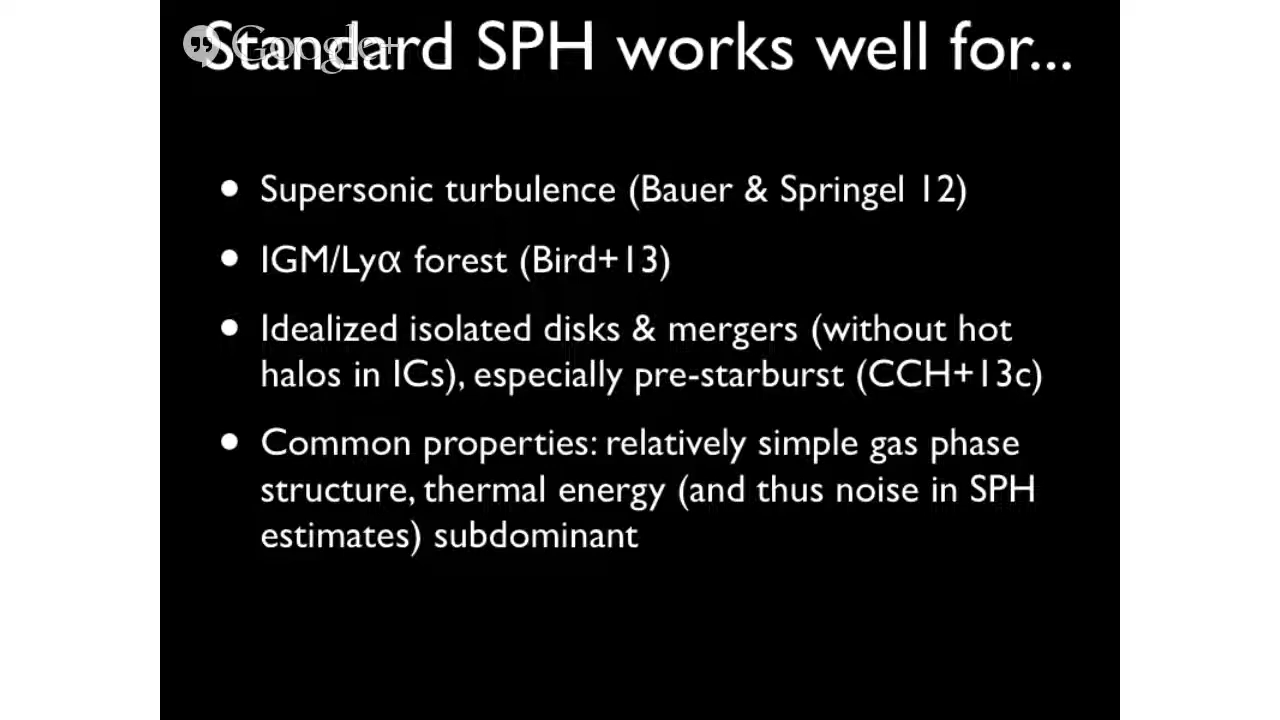 Standard SPH works well for...
Google+
• Supersonic turbulence (Bauer & Springel 12)
• IGM/Lyα forest (Bird+13)
• Idealized isolated disks & mergers (without hot
halos in ICs), especially pre-starburst (CCH+13c)
• Common properties: relatively simple gas phase
structure, thermal energy (and thus noise in SPH
estimates) subdominant